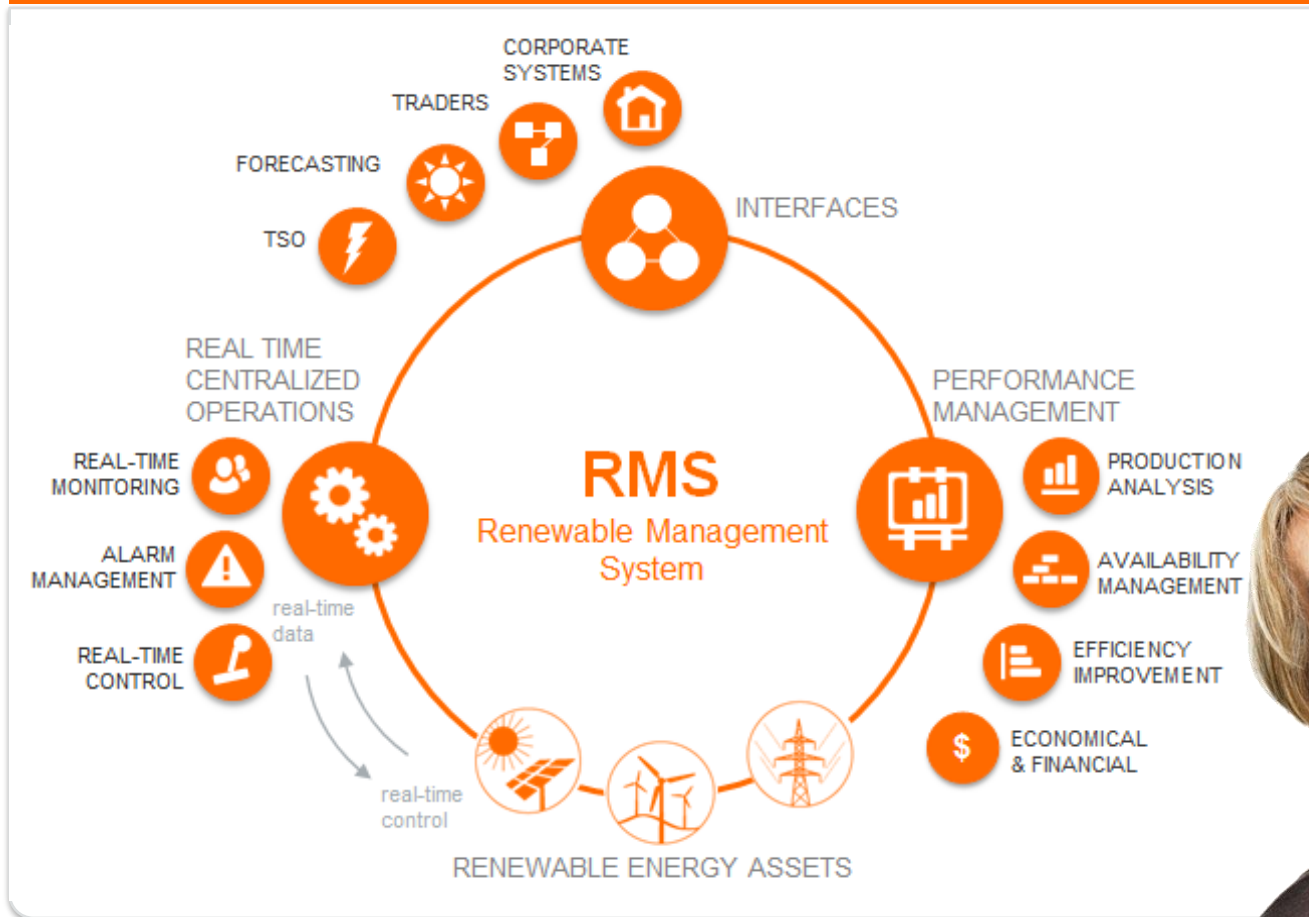 CORPORATE
SYSTEMS
TRADERS
FORECASTING
TSO
INTERFACES
REAL TIME
CENTRALIZED
OPERATIONS
REAL-TIME
MONITORING
ALARM
MANAGEMENT
REAL-TIME
CONTROL
real-time
data
real-time
control
RMS
Renewable Management
System
PERFORMANCE
MANAGEMENT
PRODUCTION
ANALYSIS
AVAILABILITY
MANAGEMENT
EFFICIENCY
IMPROVEMENT
$
ECONOMICAL
& FINANCIAL
RENEWABLE ENERGY ASSETS